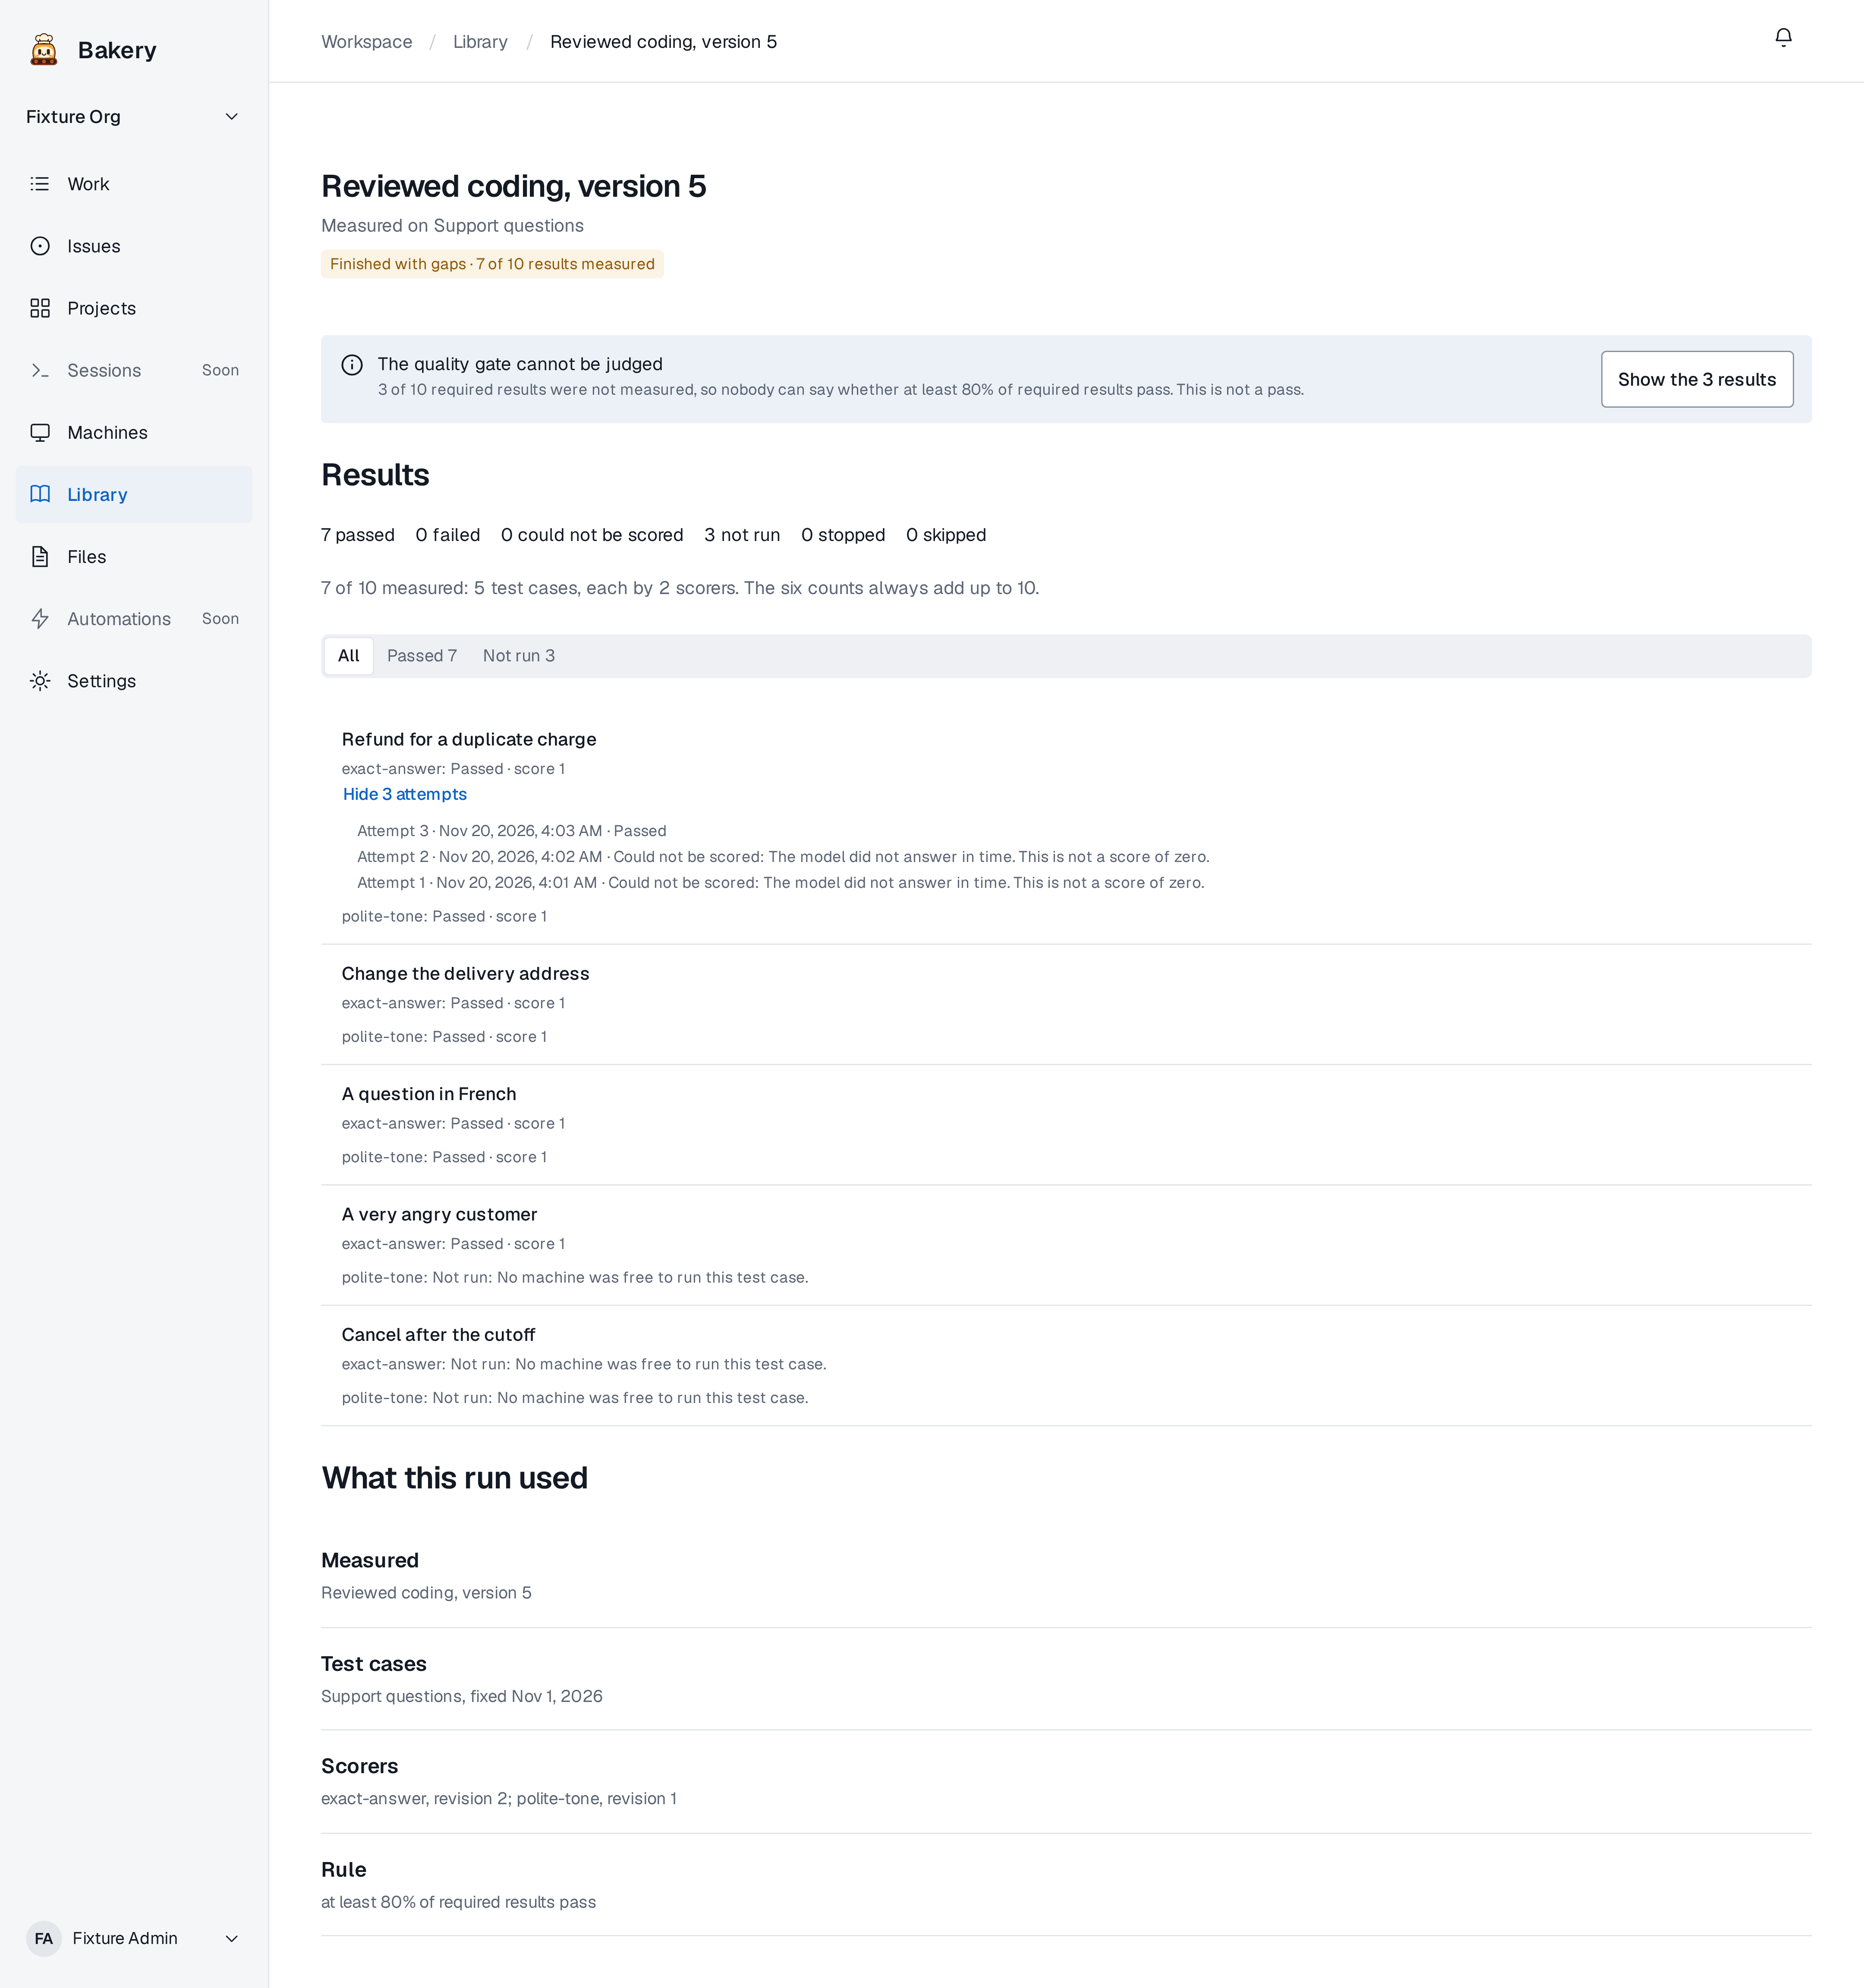 Bakery
Fixture Org
Work
Issues
Projects
Sessions Soon
Machines
Library
Files
Automations Soon
Settings
FA Fixture Admin
Workspace / Library / Reviewed coding, version 5
Reviewed coding, version 5
Measured on Support questions
Finished with gaps · 7 of 10 results measured
The quality gate cannot be judged
3 of 10 required results were not measured, so nobody can say whether at least 80% of required results pass. This is not a pass.
Show the 3 results
Results
7 passed 0 failed 0 could not be scored 3 not run 0 stopped 0 skipped
7 of 10 measured: 5 test cases, each by 2 scorers. The six counts always add up to 10.
All Passed 7 Not run 3
Refund for a duplicate charge
exact-answer: Passed · score 1
Hide 3 attempts
Attempt 3 · Nov 20, 2026, 4:03 AM · Passed
Attempt 2 · Nov 20, 2026, 4:02 AM · Could not be scored: The model did not answer in time. This is not a score of zero.
Attempt 1 · Nov 20, 2026, 4:01 AM · Could not be scored: The model did not answer in time. This is not a score of zero.
polite-tone: Passed · score 1
Change the delivery address
exact-answer: Passed · score 1
polite-tone: Passed · score 1
A question in French
exact-answer: Passed · score 1
polite-tone: Passed · score 1
A very angry customer
exact-answer: Passed · score 1
polite-tone: Not run: No machine was free to run this test case.
Cancel after the cutoff
exact-answer: Not run: No machine was free to run this test case.
polite-tone: Not run: No machine was free to run this test case.
What this run used
Measured
Reviewed coding, version 5
Test cases
Support questions, fixed Nov 1, 2026
Scorers
exact-answer, revision 2; polite-tone, revision 1
Rule
at least 80% of required results pass